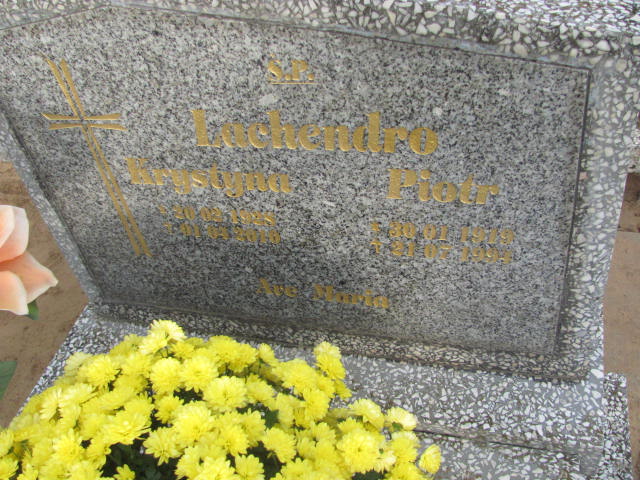 Ś.P.
Lachendro
Krystyna
Piotr
* 30.01.1919
✝ 21.07.1994
Ave Maria